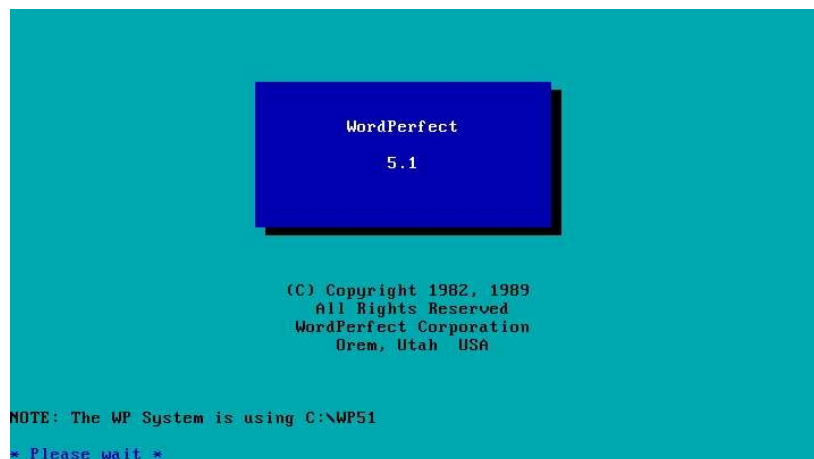 WordPerfect
5.1
(C) Copyright 1982, 1989
All Rights Reserved
WordPerfect Corporation
Orem, Utah  USA
NOTE: The WP System is using C:\WP51
* Please wait *